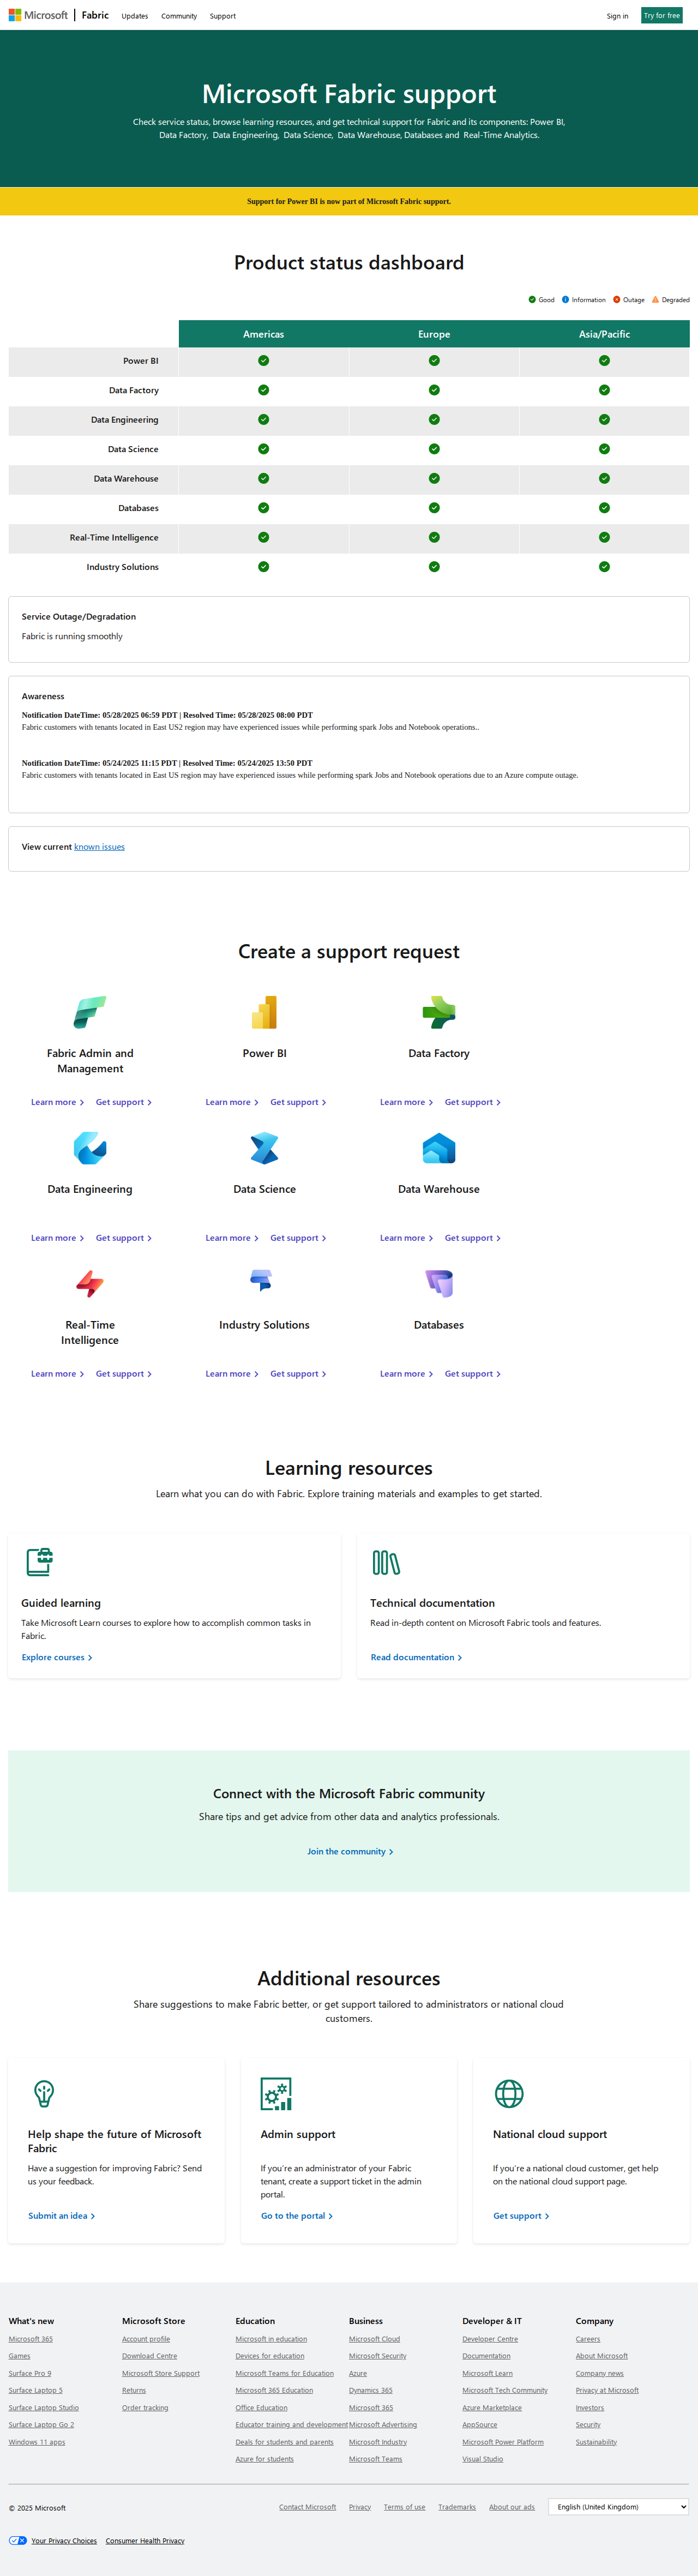 Microsoft | Fabric Updates Community Support Sign in Try for free
Microsoft Fabric support
Check service status, browse learning resources, and get technical support for Fabric and its components: Power BI,
Data Factory, Data Engineering, Data Science, Data Warehouse, Databases and Real-Time Analytics.
Support for Power BI is now part of Microsoft Fabric support.
Product status dashboard
Good Information Outage Degraded
Americas Europe Asia/Pacific
Power BI
Data Factory
Data Engineering
Data Science
Data Warehouse
Databases
Real-Time Intelligence
Industry Solutions
Service Outage/Degradation
Fabric is running smoothly
Awareness
Notification DateTime: 05/28/2025 06:59 PDT | Resolved Time: 05/28/2025 08:00 PDT
Fabric customers with tenants located in East US2 region may have experienced issues while performing spark Jobs and Notebook operations..
Notification DateTime: 05/24/2025 11:15 PDT | Resolved Time: 05/24/2025 13:50 PDT
Fabric customers with tenants located in East US region may have experienced issues while performing spark Jobs and Notebook operations due to an Azure compute outage.
View current known issues
Create a support request
Fabric Admin and
Management
Learn more Get support
Power BI
Learn more Get support
Data Factory
Learn more Get support
Data Engineering
Learn more Get support
Data Science
Learn more Get support
Data Warehouse
Learn more Get support
Real-Time
Intelligence
Learn more Get support
Industry Solutions
Learn more Get support
Databases
Learn more Get support
Learning resources
Learn what you can do with Fabric. Explore training materials and examples to get started.
Guided learning
Take Microsoft Learn courses to explore how to accomplish common tasks in
Fabric.
Explore courses
Technical documentation
Read in-depth content on Microsoft Fabric tools and features.
Read documentation
Connect with the Microsoft Fabric community
Share tips and get advice from other data and analytics professionals.
Join the community
Additional resources
Share suggestions to make Fabric better, or get support tailored to administrators or national cloud
customers.
Help shape the future of Microsoft
Fabric
Have a suggestion for improving Fabric? Send
us your feedback.
Submit an idea
Admin support
If you're an administrator of your Fabric
tenant, create a support ticket in the admin
portal.
Go to the portal
National cloud support
If you're a national cloud customer, get help
on the national cloud support page.
Get support
What's new
Microsoft 365
Games
Surface Pro 9
Surface Laptop 5
Surface Laptop Studio
Surface Laptop Go 2
Windows 11 apps
Microsoft Store
Account profile
Download Centre
Microsoft Store Support
Returns
Order tracking
Education
Microsoft in education
Devices for education
Microsoft Teams for Education
Microsoft 365 Education
Office Education
Educator training and development
Deals for students and parents
Azure for students
Business
Microsoft Cloud
Microsoft Security
Azure
Dynamics 365
Microsoft 365
Microsoft Advertising
Microsoft Industry
Microsoft Teams
Developer & IT
Developer Centre
Documentation
Microsoft Learn
Microsoft Tech Community
Azure Marketplace
AppSource
Microsoft Power Platform
Visual Studio
Company
Careers
About Microsoft
Company news
Privacy at Microsoft
Investors
Security
Sustainability
© 2025 Microsoft Contact Microsoft Privacy Terms of use Trademarks About our ads English (United Kingdom)
Your Privacy Choices Consumer Health Privacy